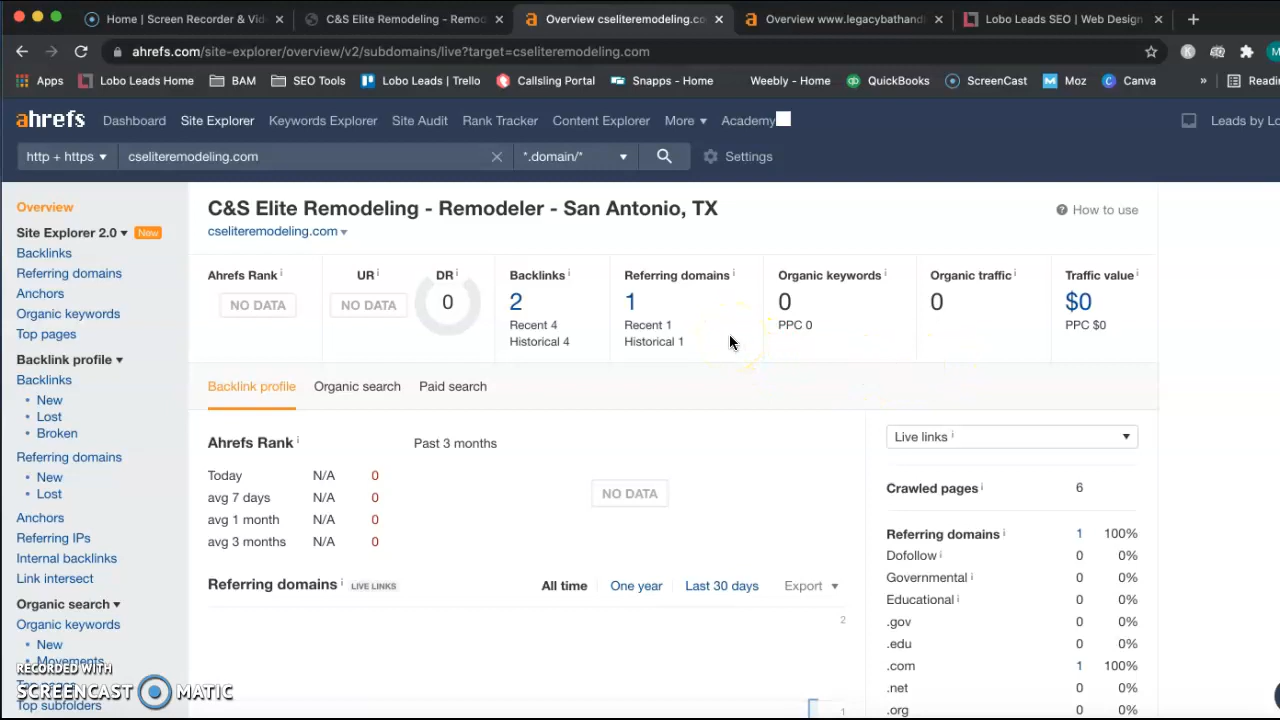 Home | Screen Recorder & Vid
C&S Elite Remodeling - Remod
Overview cseliteremodeling.co
Overview www.legacybathandk
Lobo Leads SEO | Web Design
ahrefs.com/site-explorer/overview/v2/subdomains/live?target=cseliteremodeling.com
K
Apps
Lobo Leads Home
BAM
SEO Tools
Lobo Leads | Trello
Callsling Portal
Snapps - Home
Weebly - Home
QuickBooks
ScreenCast
Moz
Canva
»
Readin
ahrefs
Dashboard
Site Explorer
Keywords Explorer
Site Audit
Rank Tracker
Content Explorer
More
Academy
Leads by Lo
http + https
cseliteremodeling.com
*.domain/*
Settings
Overview
Site Explorer 2.0
New
Backlinks
Referring domains
Anchors
Organic keywords
Top pages
Backlink profile
Backlinks
• New
• Lost
• Broken
Referring domains
• New
• Lost
Anchors
Referring IPs
Internal backlinks
Link intersect
Organic search
Organic keywords
• New
• Movements
Top subfolders
C&S Elite Remodeling - Remodeler - San Antonio, TX
How to use
cseliteremodeling.com
Ahrefs Rank
NO DATA
UR
NO DATA
DR
0
Backlinks
2
Recent 4
Historical 4
Referring domains
1
Recent 1
Historical 1
Organic keywords
0
PPC 0
Organic traffic
0
Traffic value
$0
PPC $0
Backlink profile
Organic search
Paid search
Ahrefs Rank
Past 3 months
Today N/A 0
avg 7 days N/A 0
avg 1 month N/A 0
avg 3 months N/A 0
NO DATA
Referring domains LIVE LINKS
All time
One year
Last 30 days
Export
2
1
Live links
Crawled pages 6
Referring domains 1 100%
Dofollow 0 0%
Governmental 0 0%
Educational 0 0%
.gov 0 0%
.edu 0 0%
.com 1 100%
.net 0 0%
.org 0 0%
RECORDED WITH
SCREENCAST MATIC